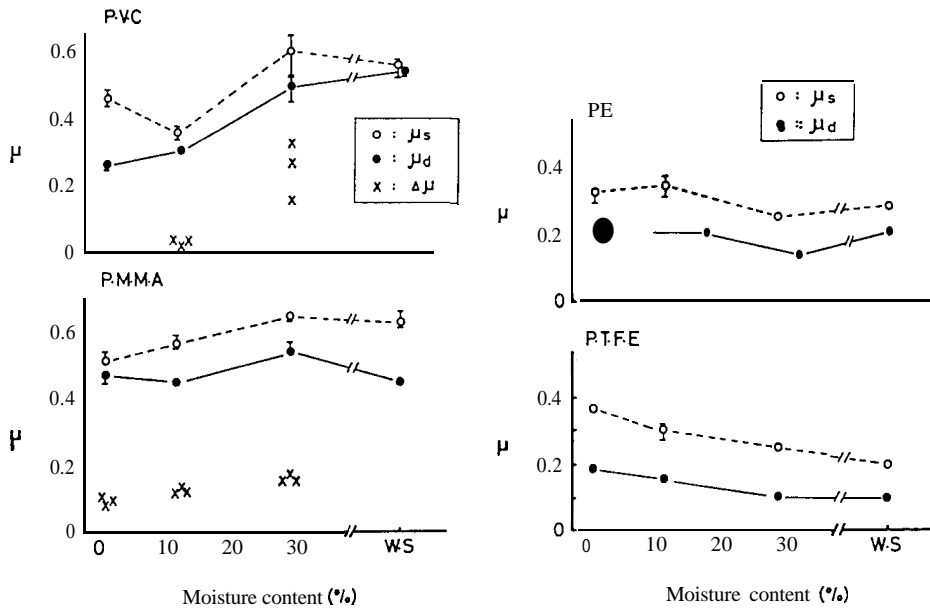 P.V.C
0.6
0.4
0.2
0
μ
o : μs
● : μd
x : Δμ
P.M.M.A
0.6
0.4
0.2
0
μ
0 10 20 30 W.S
Moisture content (%)
o : μs
● : μd
PE
0.4
0.2
0
μ
P.T.F.E
0.4
0.2
0
μ
0 10 20 30 W.S
Moisture content (%)